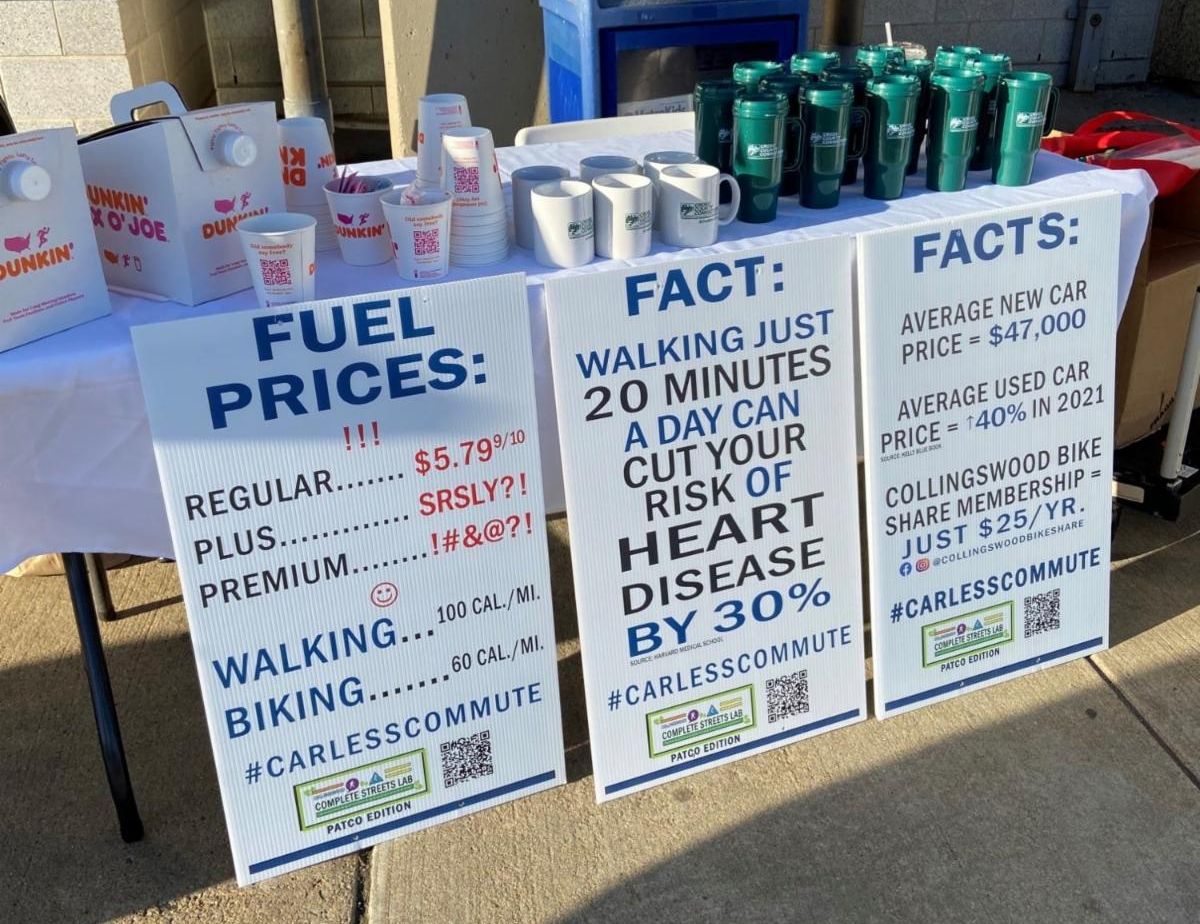 DUNKIN'
DUNKIN'
X O'JOE.
DUNKIN'
DUNKIN'
FUEL
PRICES:
!!!
REGULAR....... $5.79 9/10
PLUS............ SRSLY?!
PREMIUM.......!#&@?!
WALKING... 100 CAL./MI.
BIKING.......60 CAL./MI.
#CARLESSCOMMUTE
COMPLETE STREETS LAB
PATCO EDITION
FACT:
WALKING JUST
20 MINUTES
A DAY CAN
CUT YOUR
RISK OF
HEART
DISEASE
BY 30%
SOURCE: HARVARD MEDICAL SCHOOL
#CARLESSCOMMUTE
COMPLETE STREETS LAB
PATCO EDITION
FACTS:
AVERAGE NEW CAR
PRICE = $47,000
AVERAGE USED CAR
PRICE = ↑40% IN 2021
SOURCE: KELLY BLUE BOOK
COLLINGSWOOD BIKE
SHARE MEMBERSHIP =
JUST $25/YR.
@COLLINGSWOODBIKESHARE
#CARLESSCOMMUTE
COMPLETE STREETS LAB
PATCO EDITION